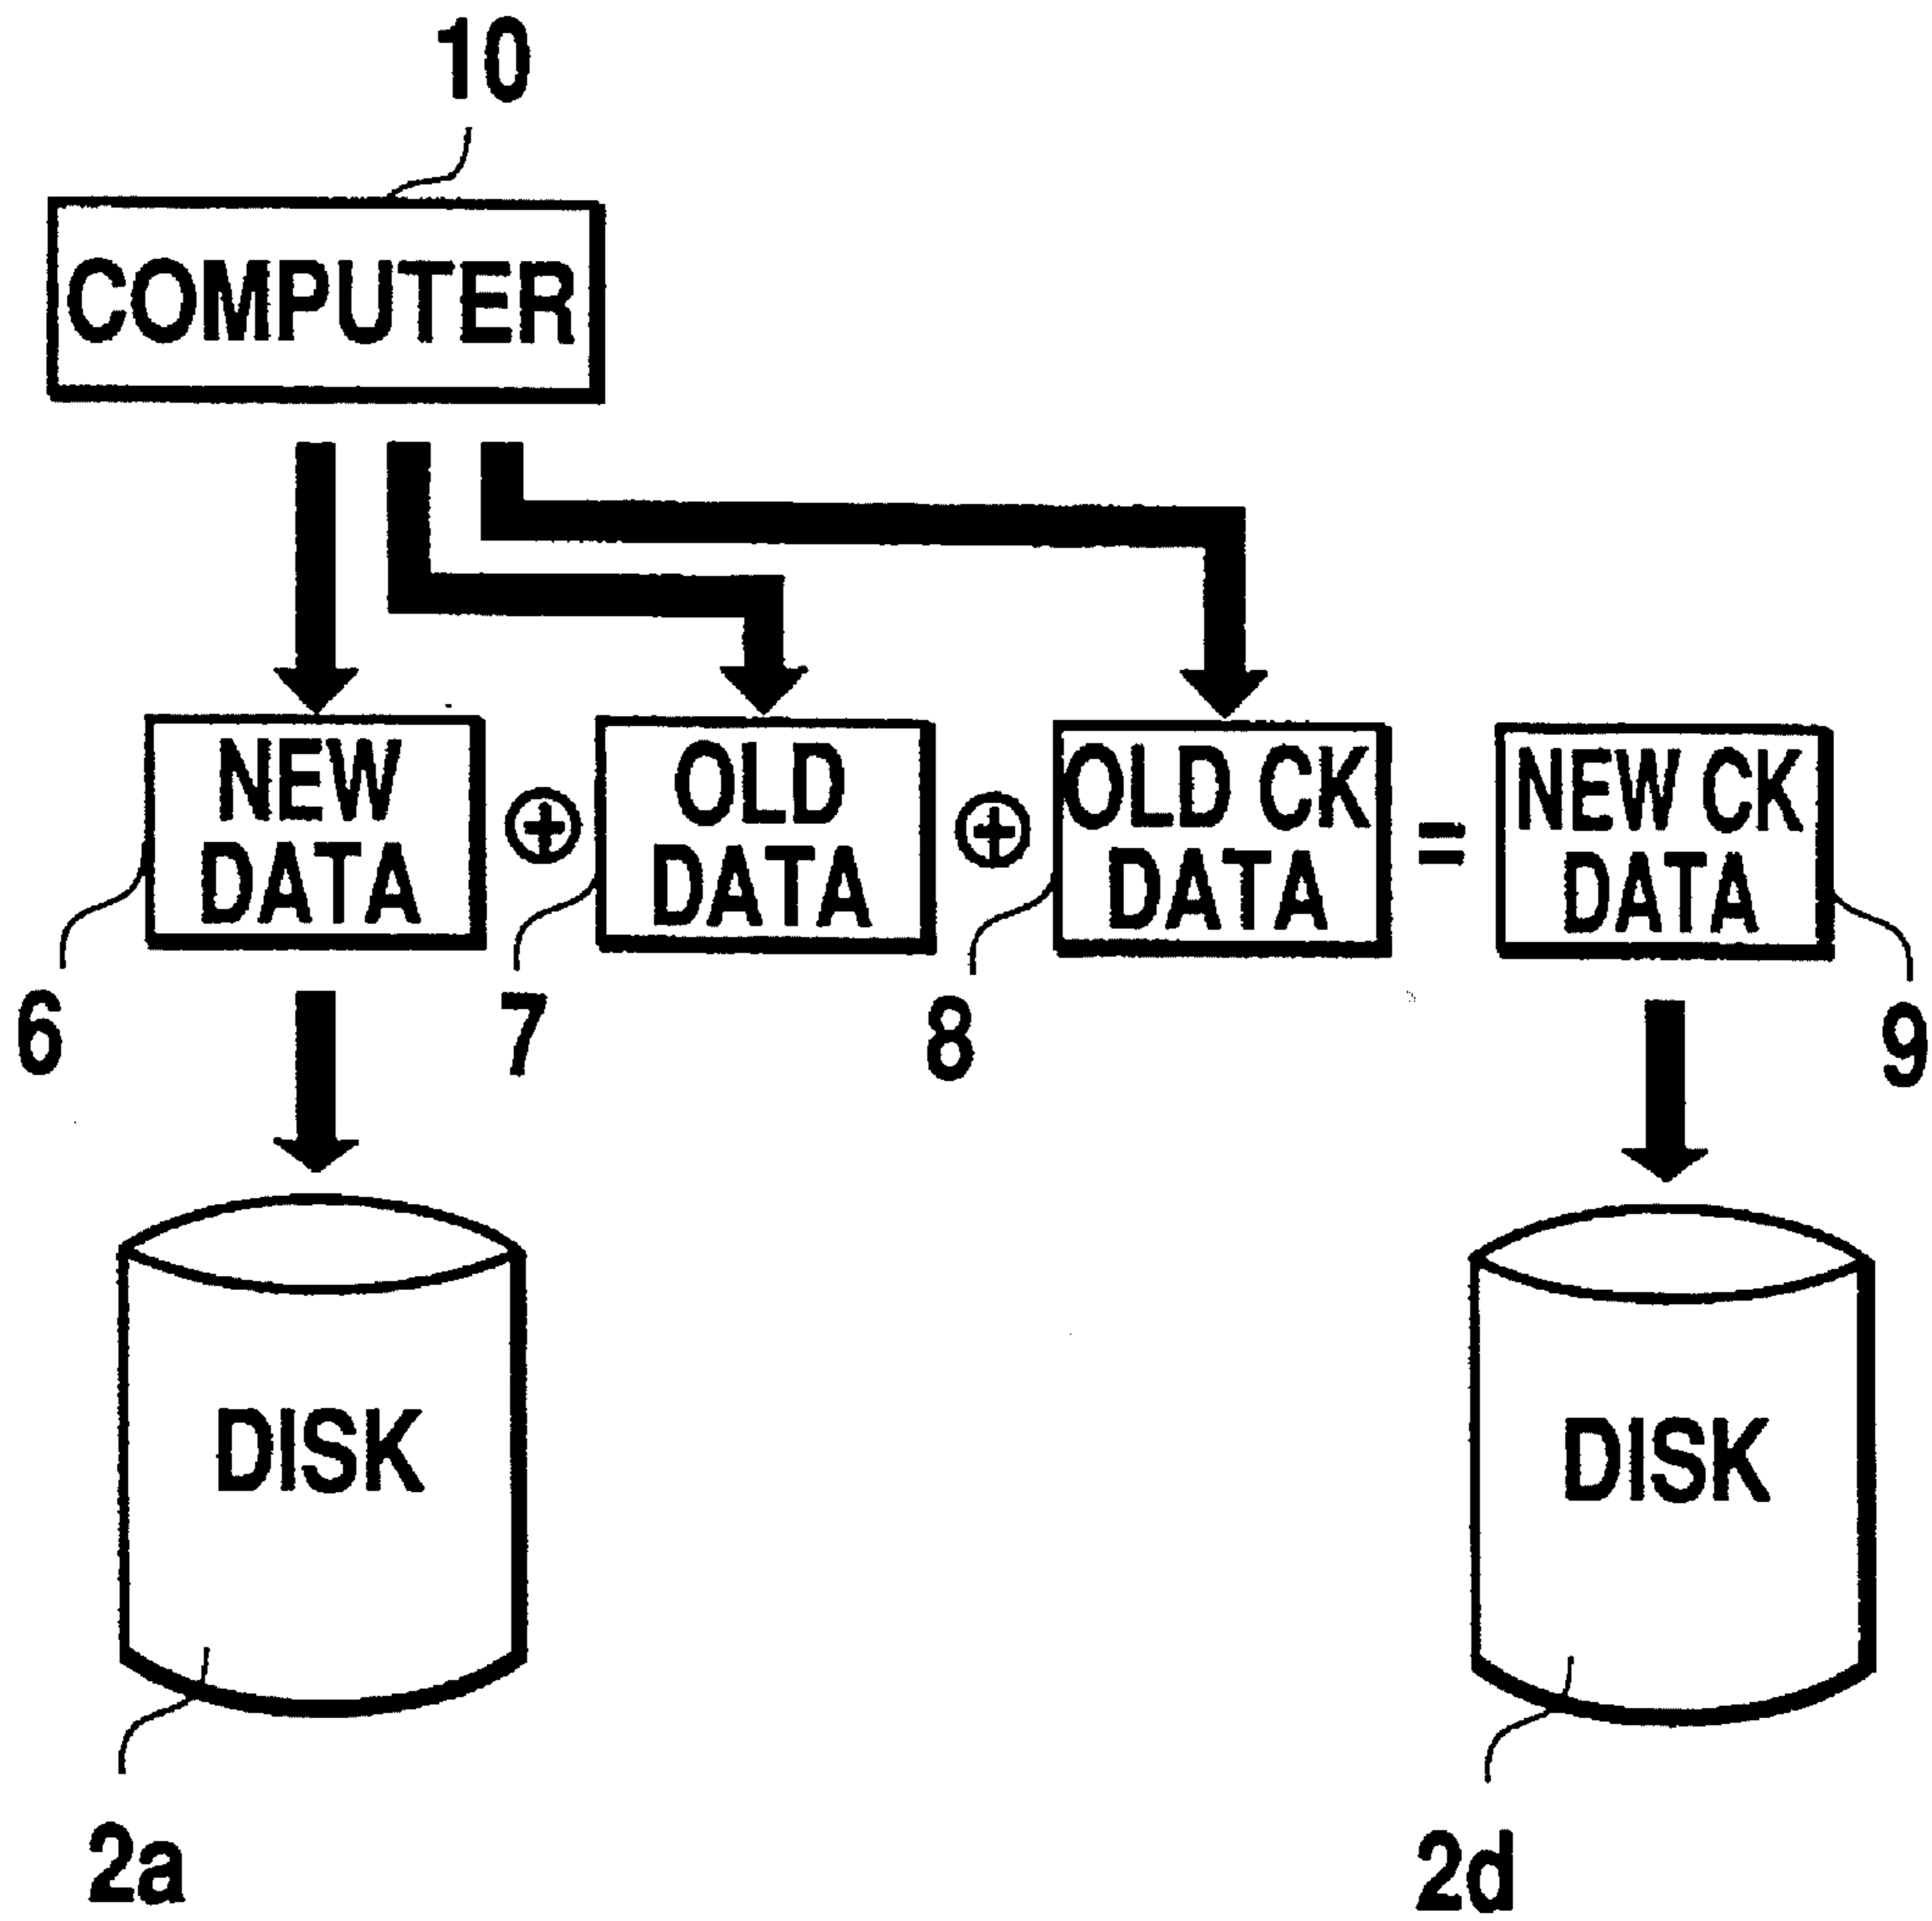 10
COMPUTER
NEW
DATA
⊕
OLD
DATA
⊕
OLD CK
DATA
=
NEW CK
DATA
6
7
8
9
DISK
DISK
2a
2d